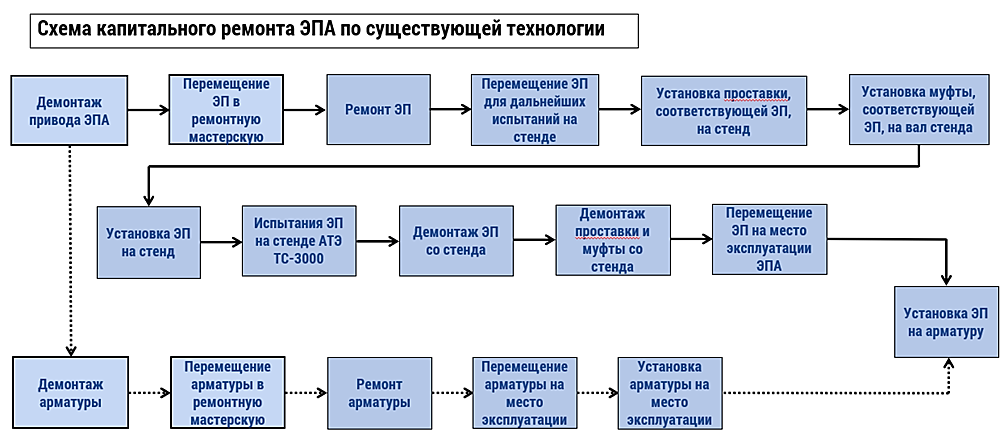 Схема капитального ремонта ЭПА по существующей технологии
Демонтаж
привода ЭПА
Перемещение
ЭП в
ремонтную
мастерскую
Ремонт ЭП
Перемещение ЭП
для дальнейших
испытаний на
стенде
Установка проставки,
соответствующей ЭП,
на стенд
Установка муфты,
соответствующей
ЭП, на вал стенда
Установка ЭП
на стенд
Испытания ЭП
на стенде АТЭ
ТС-3000
Демонтаж ЭП
со стенда
Демонтаж
проставки и
муфты со
стенда
Перемещение
ЭП на место
эксплуатации
ЭПА
Установка ЭП
на арматуру
Демонтаж
арматуры
Перемещение
арматуры в
ремонтную
мастерскую
Ремонт
арматуры
Перемещение
арматуры на
место
эксплуатации
Установка
арматуры на
место
эксплуатации